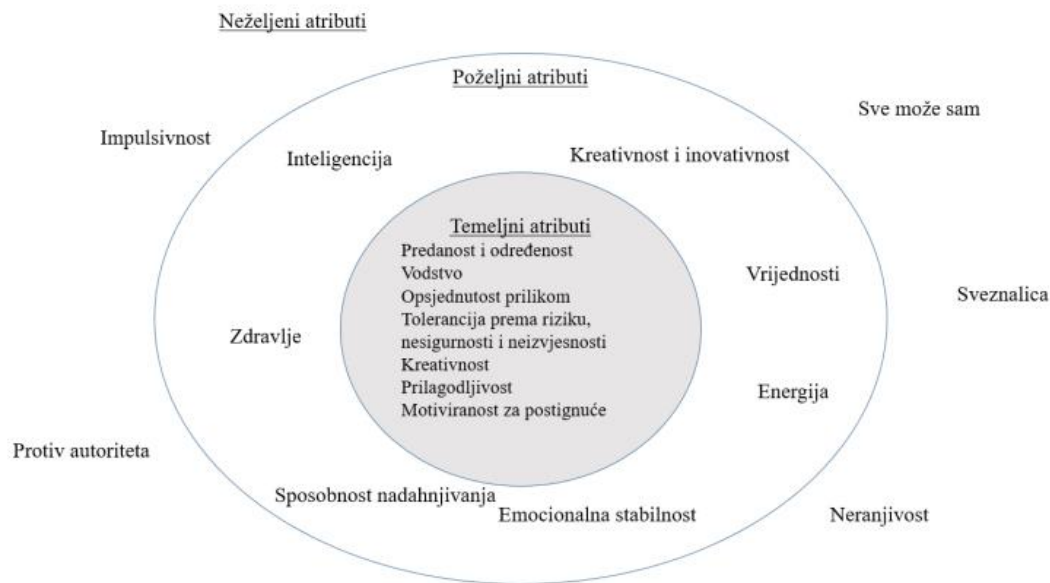 Neželjeni atributi
Poželjni atributi
Sve može sam
Impulsivnost
Inteligencija
Kreativnost i inovativnost
Temeljni atributi
Predanost i određenost
Vodstvo
Opsjednutost prilikom
Tolerancija prema riziku,
nesigurnosti i neizvjesnosti
Kreativnost
Prilagodljivost
Motiviranost za postignuće
Vrijednosti
Sveznalica
Zdravlje
Energija
Protiv autoriteta
Sposobnost nadahnjivanja
Emocionalna stabilnost
Neranjivost